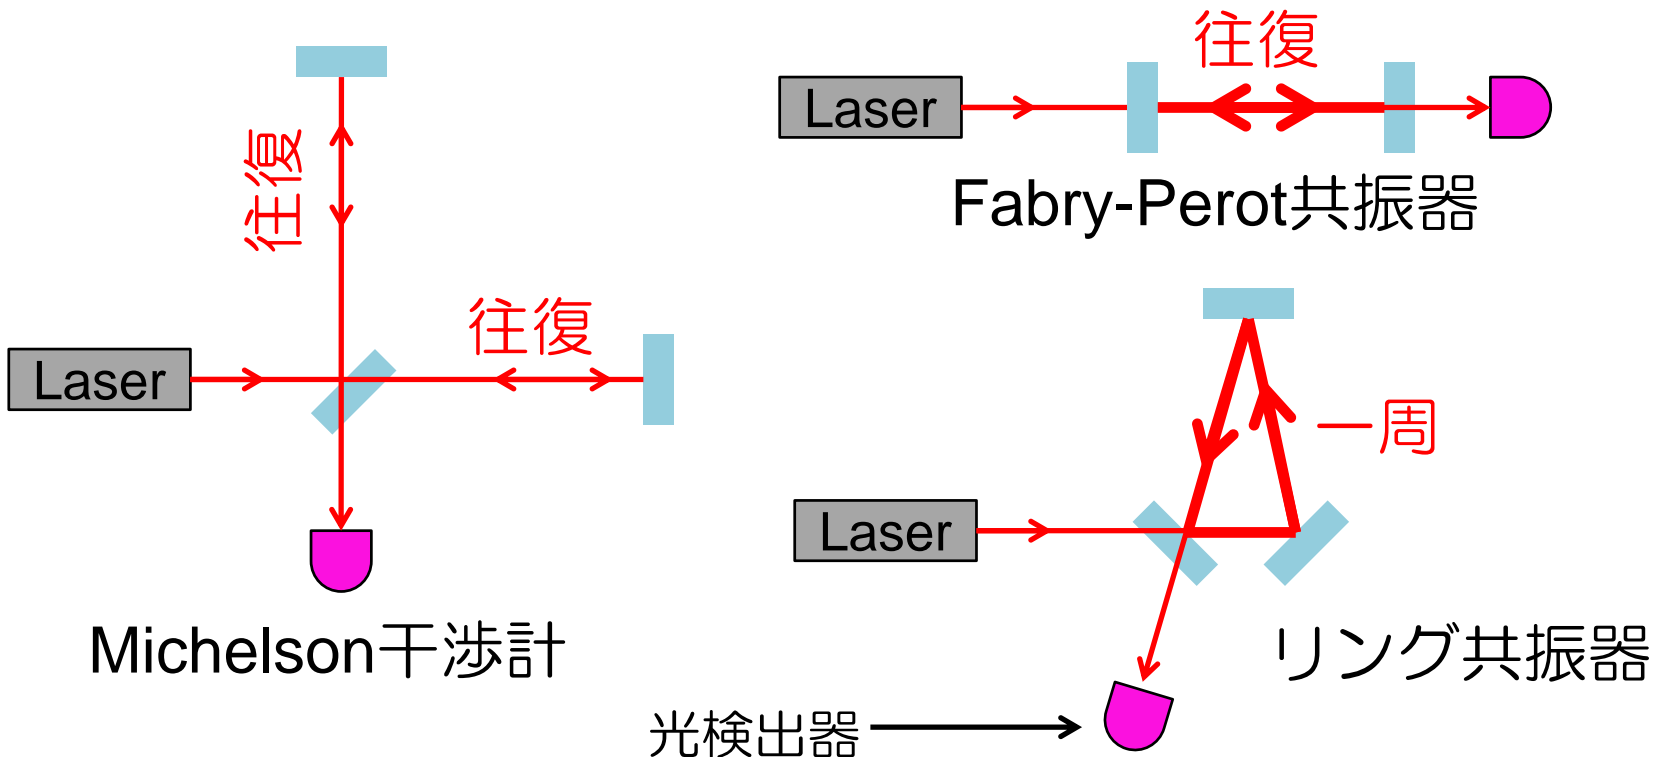 往復
往復
Laser
Michelson干渉計
往復
Laser
Fabry-Perot共振器
一周
Laser
リング共振器
光検出器